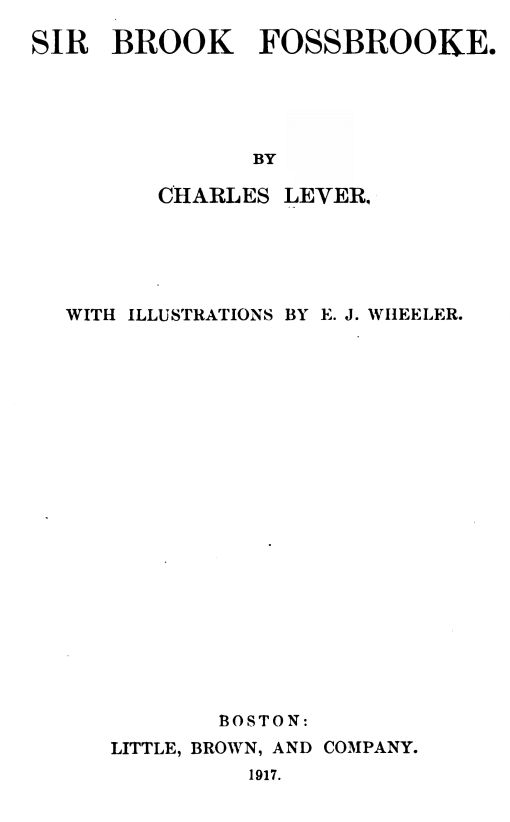 SIR BROOK FOSSBROOKE.
BY
CHARLES LEVER.
WITH ILLUSTRATIONS BY E. J. WHEELER.
BOSTON:
LITTLE, BROWN, AND COMPANY.
1917.